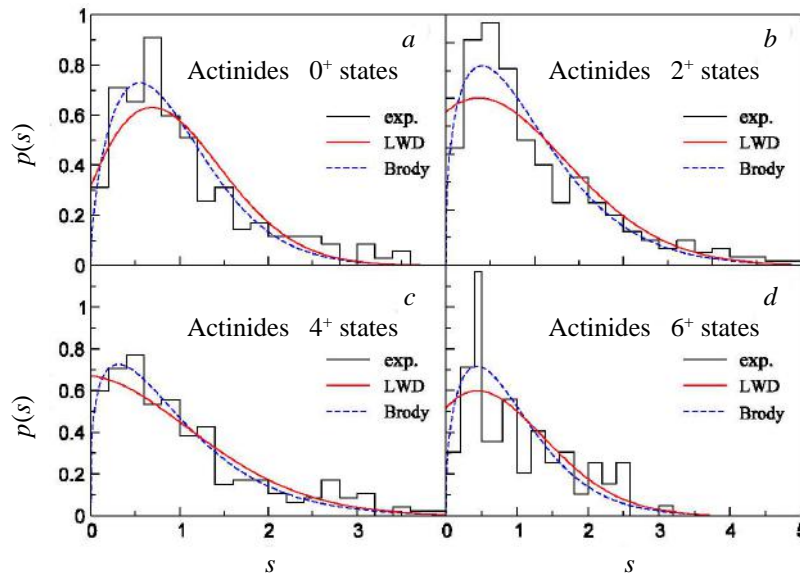 a
Actinides 0+ states
exp.
LWD
Brody
p(s)
1
0.8
0.6
0.4
0.2
0
b
Actinides 2+ states
exp.
LWD
Brody
c
Actinides 4+ states
exp.
LWD
Brody
p(s)
1
0.8
0.6
0.4
0.2
0
0 1 2 3
s
d
Actinides 6+ states
exp.
LWD
Brody
0 1 2 3 4 5
s